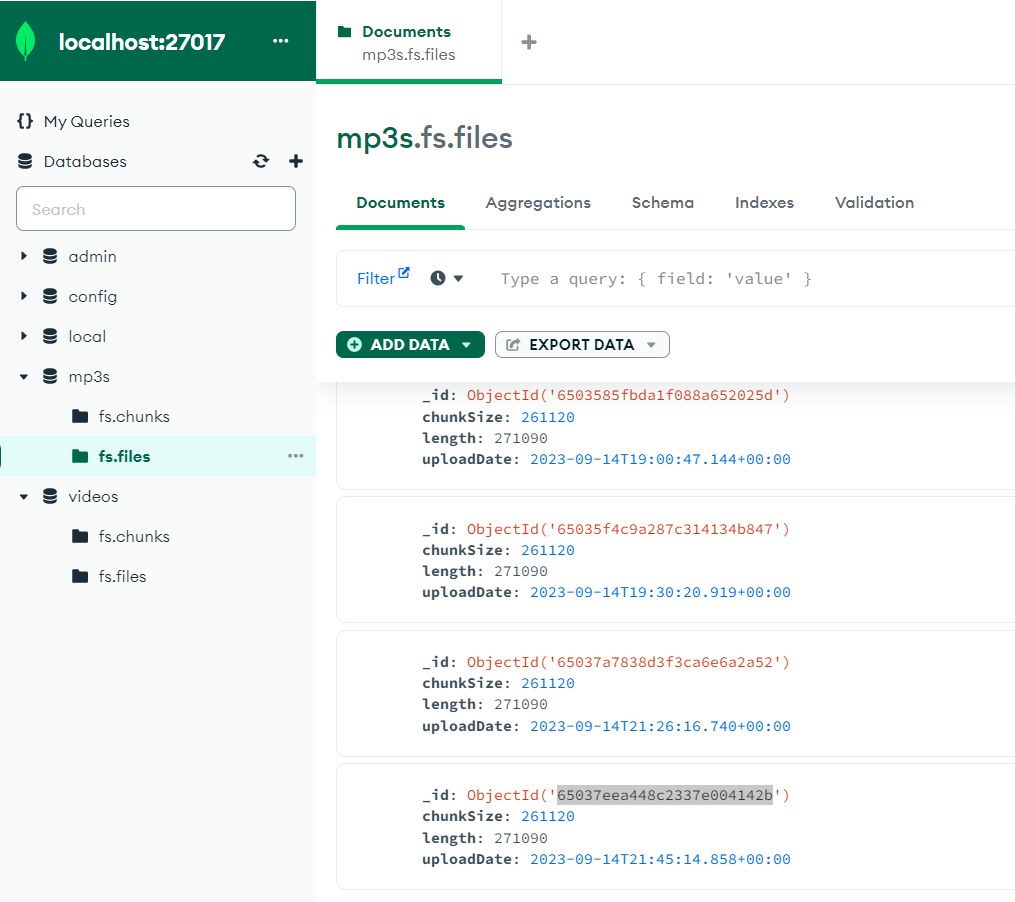 localhost:27017
My Queries
Databases
Search
admin
config
local
mp3s
fs.chunks
fs.files
videos
fs.chunks
fs.files
Documents
mp3s.fs.files
mp3s.fs.files
Documents Aggregations Schema Indexes Validation
Filter Type a query: { field: 'value' }
ADD DATA EXPORT DATA
_id: ObjectId('6503585fbda1f088a652025d')
chunkSize: 261120
length: 271090
uploadDate: 2023-09-14T19:00:47.144+00:00
_id: ObjectId('65035f4c9a287c314134b847')
chunkSize: 261120
length: 271090
uploadDate: 2023-09-14T19:30:20.919+00:00
_id: ObjectId('65037a7838d3f3ca6e6a2a52')
chunkSize: 261120
length: 271090
uploadDate: 2023-09-14T21:26:16.740+00:00
_id: ObjectId('65037eea448c2337e004142b')
chunkSize: 261120
length: 271090
uploadDate: 2023-09-14T21:45:14.858+00:00